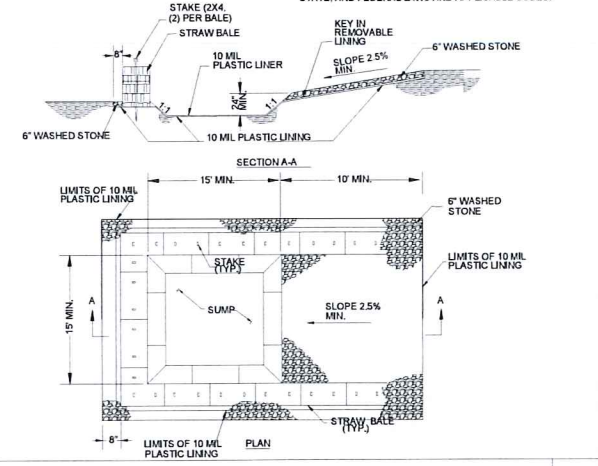 STAKE (2X4,
(2) PER BALE)
STRAW BALE
8"
10 MIL
PLASTIC LINER
KEY IN
REMOVABLE
LINING
SLOPE 2.5%
MIN.
6" WASHED STONE
1:1
24"
MIN.
1:1
6" WASHED STONE
10 MIL PLASTIC LINING
SECTION A-A
15' MIN.
10' MIN.
LIMITS OF 10 MIL
PLASTIC LINING
6" WASHED
STONE
STAKE
(TYP.)
LIMITS OF 10 MIL
PLASTIC LINING
A
15' MIN.
SUMP
SLOPE 2.5%
MIN.
A
STRAW BALE
(TYP.)
8"
LIMITS OF 10 MIL
PLASTIC LINING
PLAN